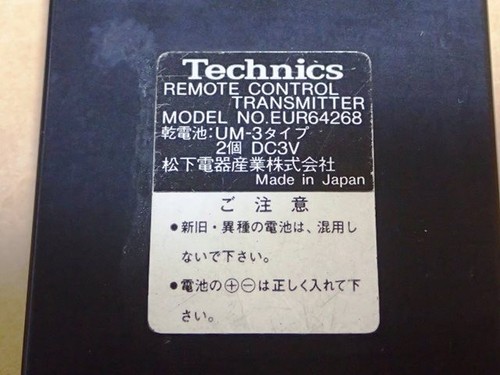 Technics
REMOTE CONTROL
TRANSMITTER
MODEL NO.EUR64268
乾電池:UM-3タイプ
2個 DC3V
松下電器産業株式会社
Made in Japan
ご注意
●新旧・異種の電池は、混用し
ないで下さい。
●電池の⊕⊖は正しく入れて下
さい。